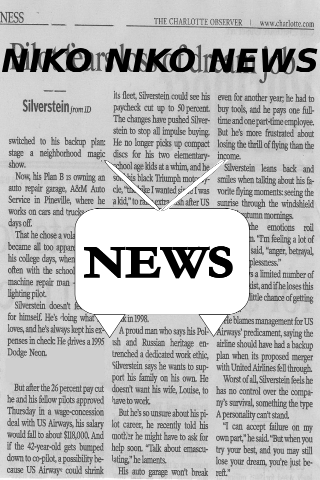 NESS
THE CHARLOTTE OBSERVER | www.charlotte.com
NIKO NIKO NEWS
Silverstein from 1D
switched to his backup plan:
stage a neighborhood magic
show.
Now, his Plan B is owning an
auto repair garage, A&M Auto
Service in Pineville, where he
works on cars and trucks
days off.
That he chose a
became all too
his college days, when
often with the school
machine repair man
lighting pilot.
Silverstein doesn't
for himself. He's "doing what
loves, and he's always kept his ex-
penses in check: He drives a 1995
Dodge Neon.
But after the 26 percent pay cut
he and his fellow pilots approved
Thursday in a wage-concession
deal with US Airways, his salary
would fall to about $118,000. And
if the 42-year-old gets bumped
down to co-pilot, a possibility be-
cause US Airways could shrink
its fleet, Silverstein could see his
paycheck cut up to 50 percent.
The changes have pushed Silver-
stein to stop all impulse buying.
He no longer picks up compact
discs for his two elementary-
school age kids at a whim, and he
his black Triumph
I wanted
a kid," to
after US
in 1998.
A proud man who says his Pol-
ish and Russian heritage en-
trenched a dedicated work ethic,
Silverstein says he wants to sup-
port his family on his own. He
doesn't want his wife, Louise, to
have to work.
But he's so unsure about his pi-
lot career, he recently told his
mother he might have to ask for
help soon. "Talk about emascu-
lating," he laments.
His auto garage won't break
even for another year; he had to
buy tools, and he pays one full-
time and one part-time employee.
But he's more frustrated about
losing the thrill of flying than the
income.
Silverstein leans back and
smiles when talking about his fa-
vorite flying moments: seeing the
sunrise through the windshield
autumn mornings.
the emotions roll
"I'm feeling a lot of
said, "anger, betrayal,
a limited number of
and if he loses this
little chance of getting
He blames management for US
Airways' predicament, saying the
airline should have had a backup
plan when its proposed merger
with United Airlines fell through.
Worst of all, Silverstein feels he
has no control over the compa-
ny's survival, something the type
A personality can't stand.
"I can accept failure on my
own part," he said. "But when you
try your best, and you may still
lose your dream, you're just be-
reft."
NEWS